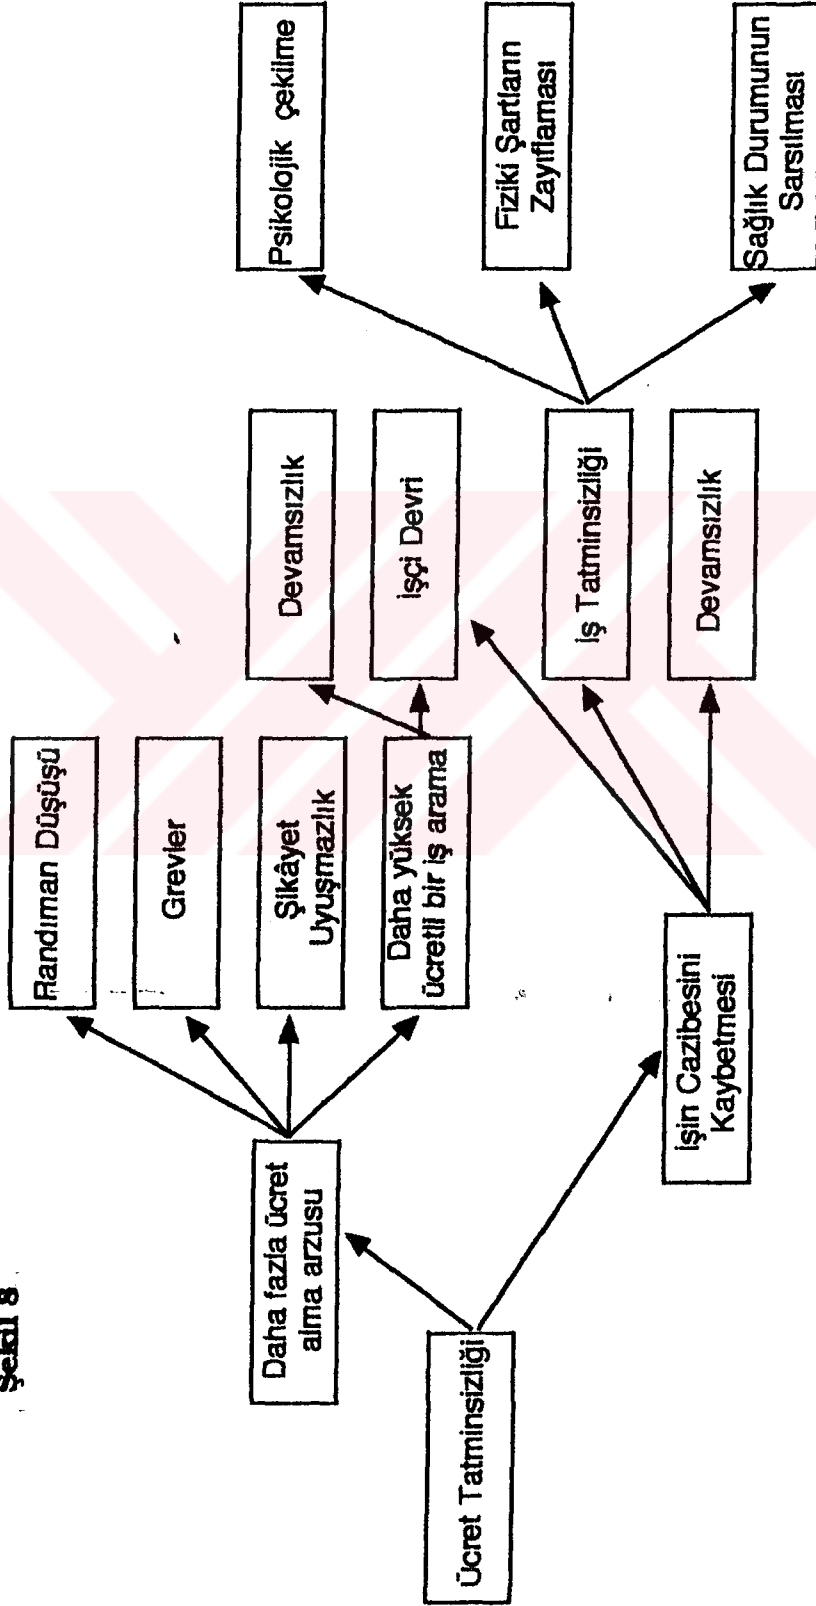 Şekil 8
Ücret Tatminsizliği
Daha fazla ücret
alma arzusu
İşin Cazibesini
Kaybetmesi
Randıman Düşüşü
Grevler
Şikâyet
Uyuşmazlık
Daha yüksek
ücretli bir iş arama
Devamsızlık
İşçi Devri
İş Tatminsizliği
Devamsızlık
Psikolojik çekilme
Fiziki Şartların
Zayıflaması
Sağlık Durumunun
Sarsılması